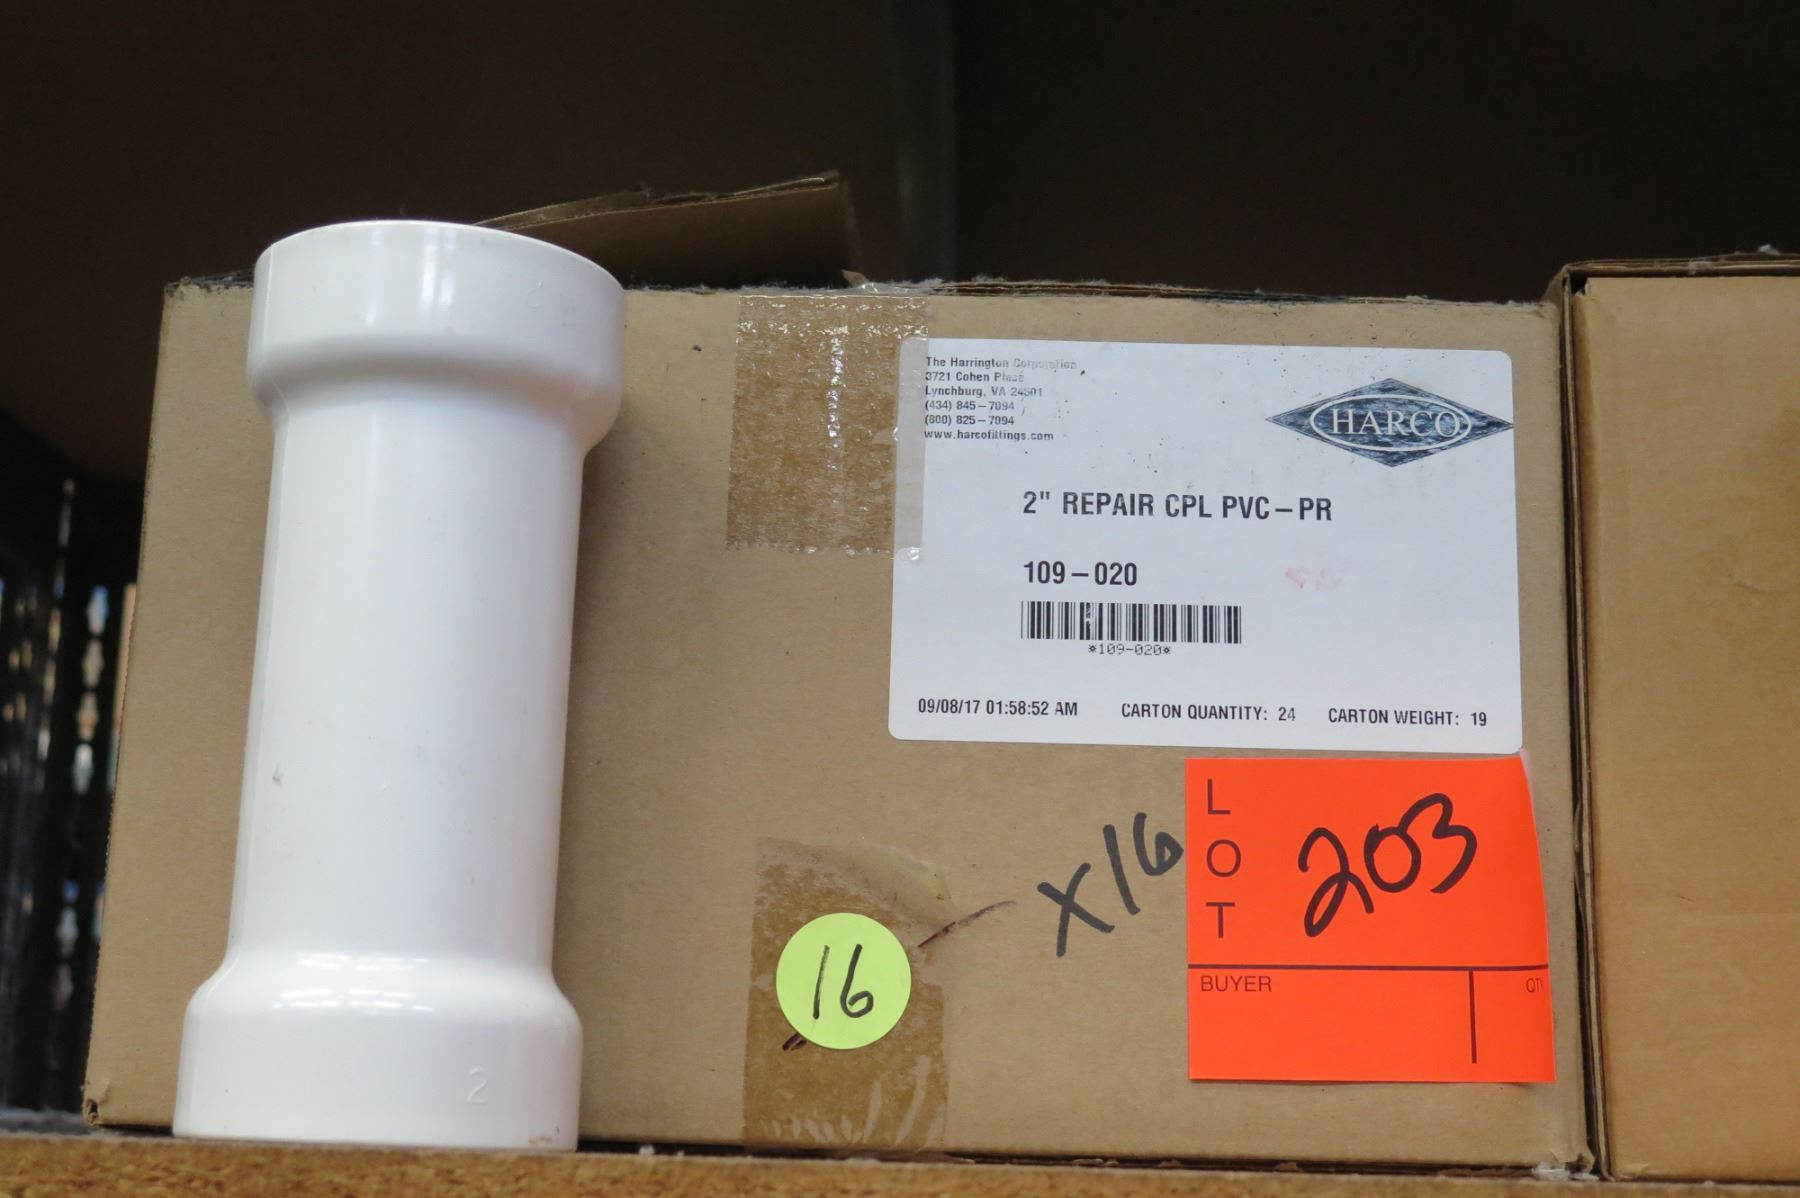 The Harrington Corporation
3721 Cohen Place
Lynchburg, VA 24501
(434) 845-7094
(800) 825-7094
www.harcofittings.com
HARCO
2" REPAIR CPL PVC-PR
109-020
*109-020*
09/08/17 01:58:52 AM CARTON QUANTITY: 24 CARTON WEIGHT: 19
X16
LOT
203
BUYER
QTY
16
2